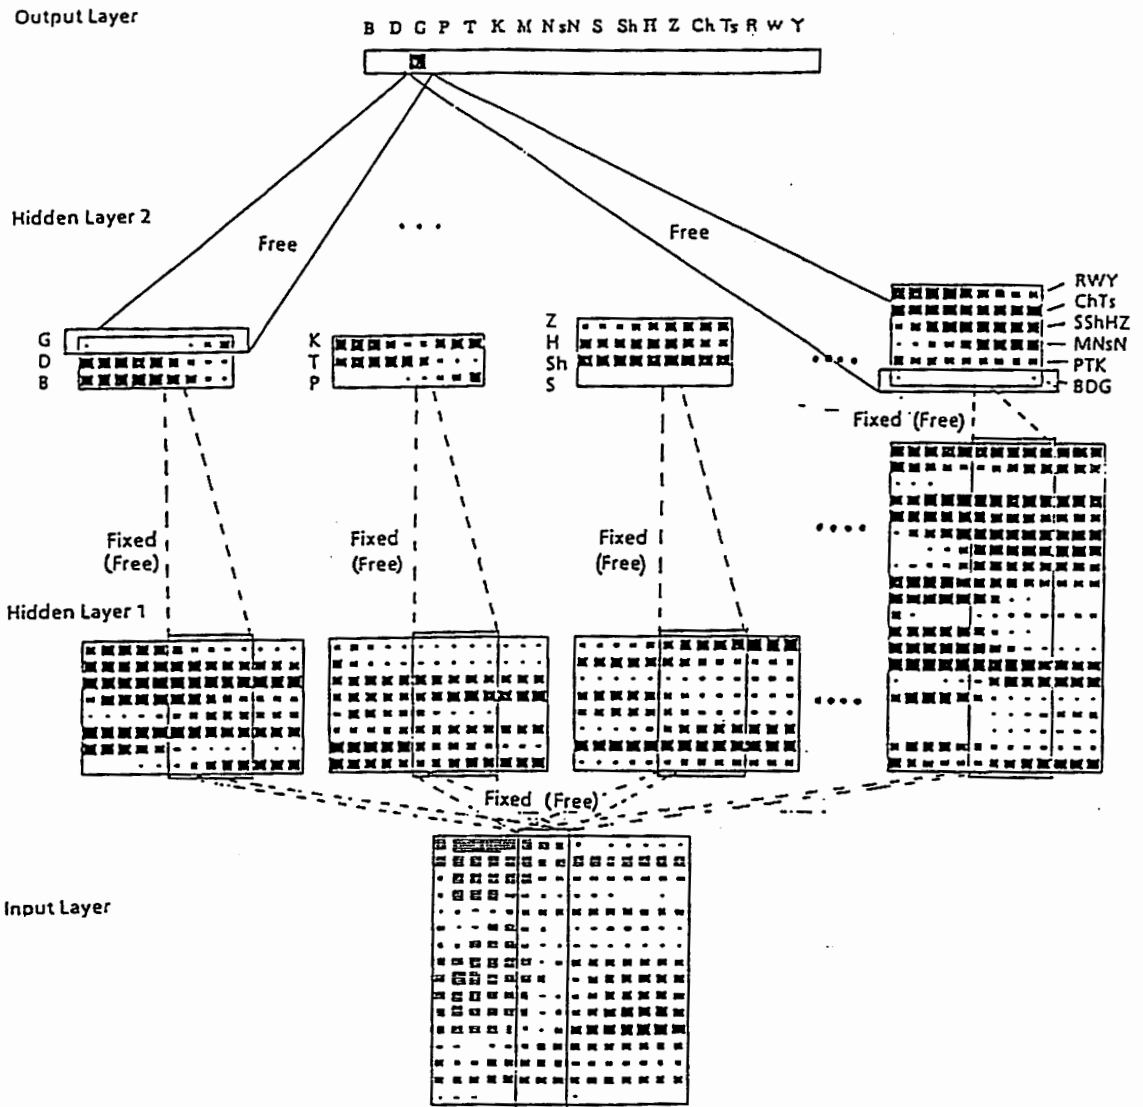 Output Layer
B D G P T K M N sN S Sh H Z Ch Ts R W Y
Hidden Layer 2
Free
Free
G
D
B
K
T
P
Z
H
Sh
S
RWY
ChTs
SShHZ
MNsN
PTK
BDG
Fixed (Free)
Fixed
(Free)
Fixed
(Free)
Fixed
(Free)
Hidden Layer 1
Fixed (Free)
Input Layer